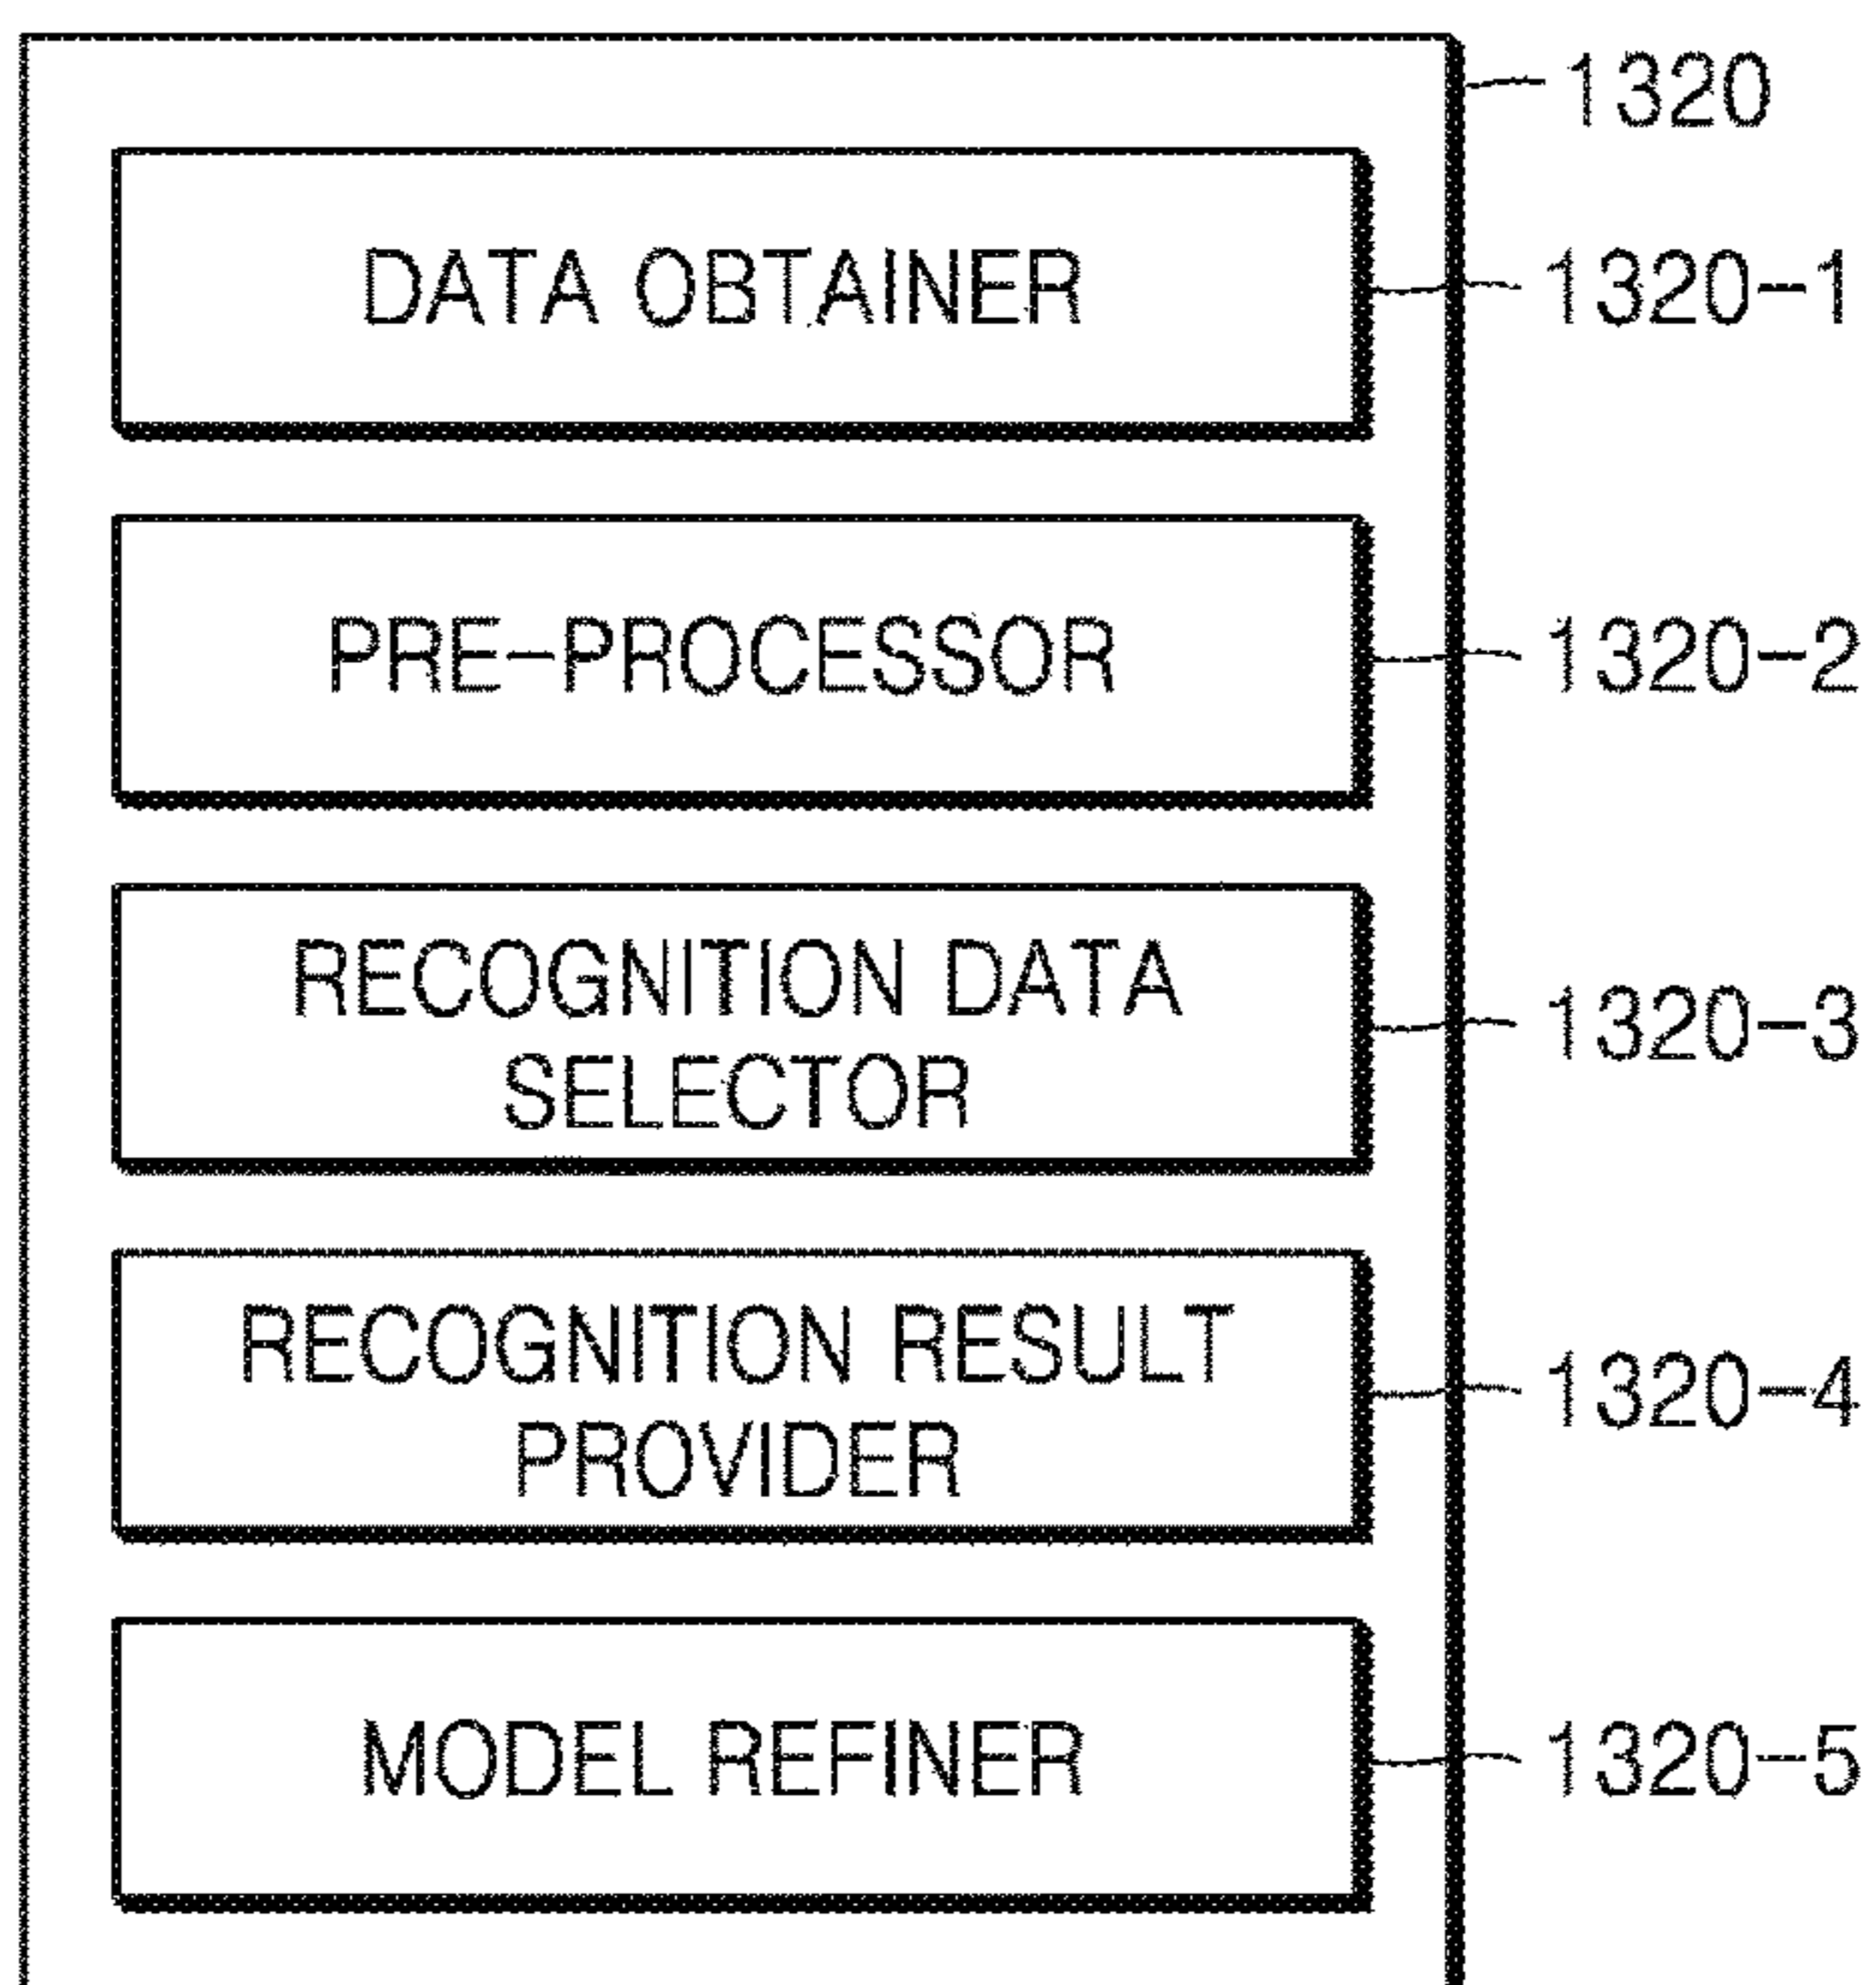 1320
DATA OBTAINER
1320-1
PRE-PROCESSOR
1320-2
RECOGNITION DATA
SELECTOR
1320-3
RECOGNITION RESULT
PROVIDER
1320-4
MODEL REFINER
1320-5